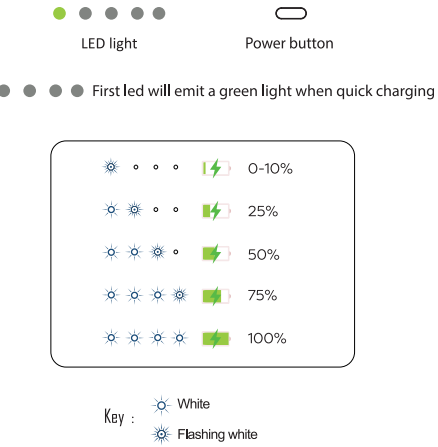 LED light
Power button
First led will emit a green light when quick charging
0-10%
25%
50%
75%
100%
Key :
White
Flashing white